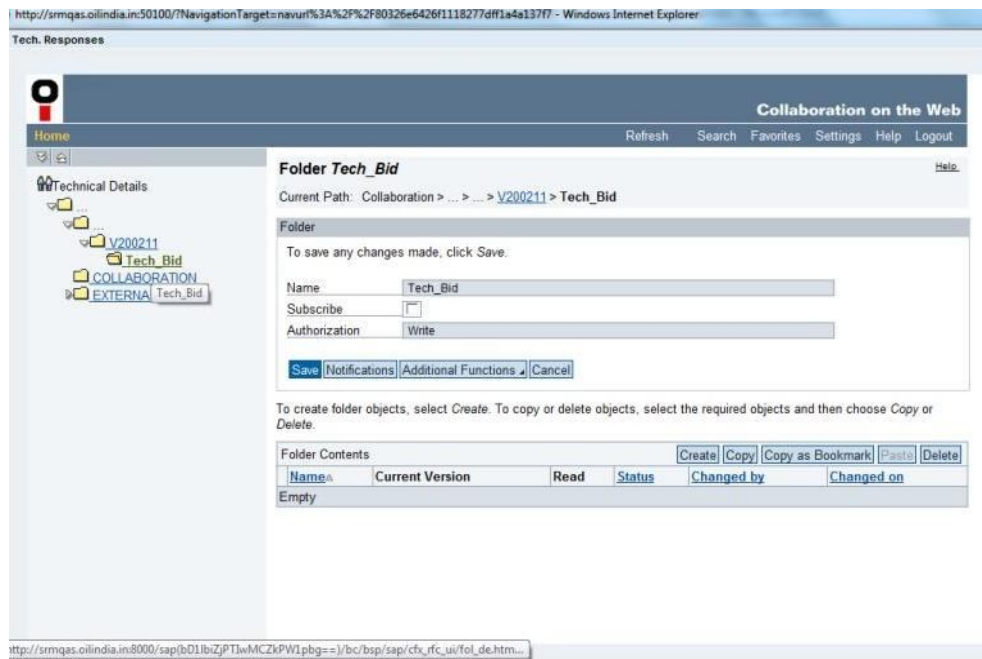 http://srmqas.oilindia.in:50100/?NavigationTarget=navurl%3A%2F%2F80326e6426f1118277dff1a4a137f7 - Windows Internet Explorer
Tech. Responses
Collaboration on the Web
Home Refresh Search Favorites Settings Help Logout
Folder Tech_Bid Help
Current Path: Collaboration > ... > ... > V200211 > Tech_Bid
Technical Details
...
...
V200211
Tech_Bid
COLLABORATION
EXTERNA Tech_Bid
Folder
To save any changes made, click Save.
Name Tech_Bid
Subscribe
Authorization Write
Save Notifications Additional Functions Cancel
To create folder objects, select Create. To copy or delete objects, select the required objects and then choose Copy or
Delete.
Folder Contents Create Copy Copy as Bookmark Paste Delete
Name Current Version Read Status Changed by Changed on
Empty
http://srmqas.oilindia.in:8000/sap(bD1lbiZjPTIwMCZkPW1pbg==)/bc/bsp/sap/cfx_rfc_ui/fol_de.htm...